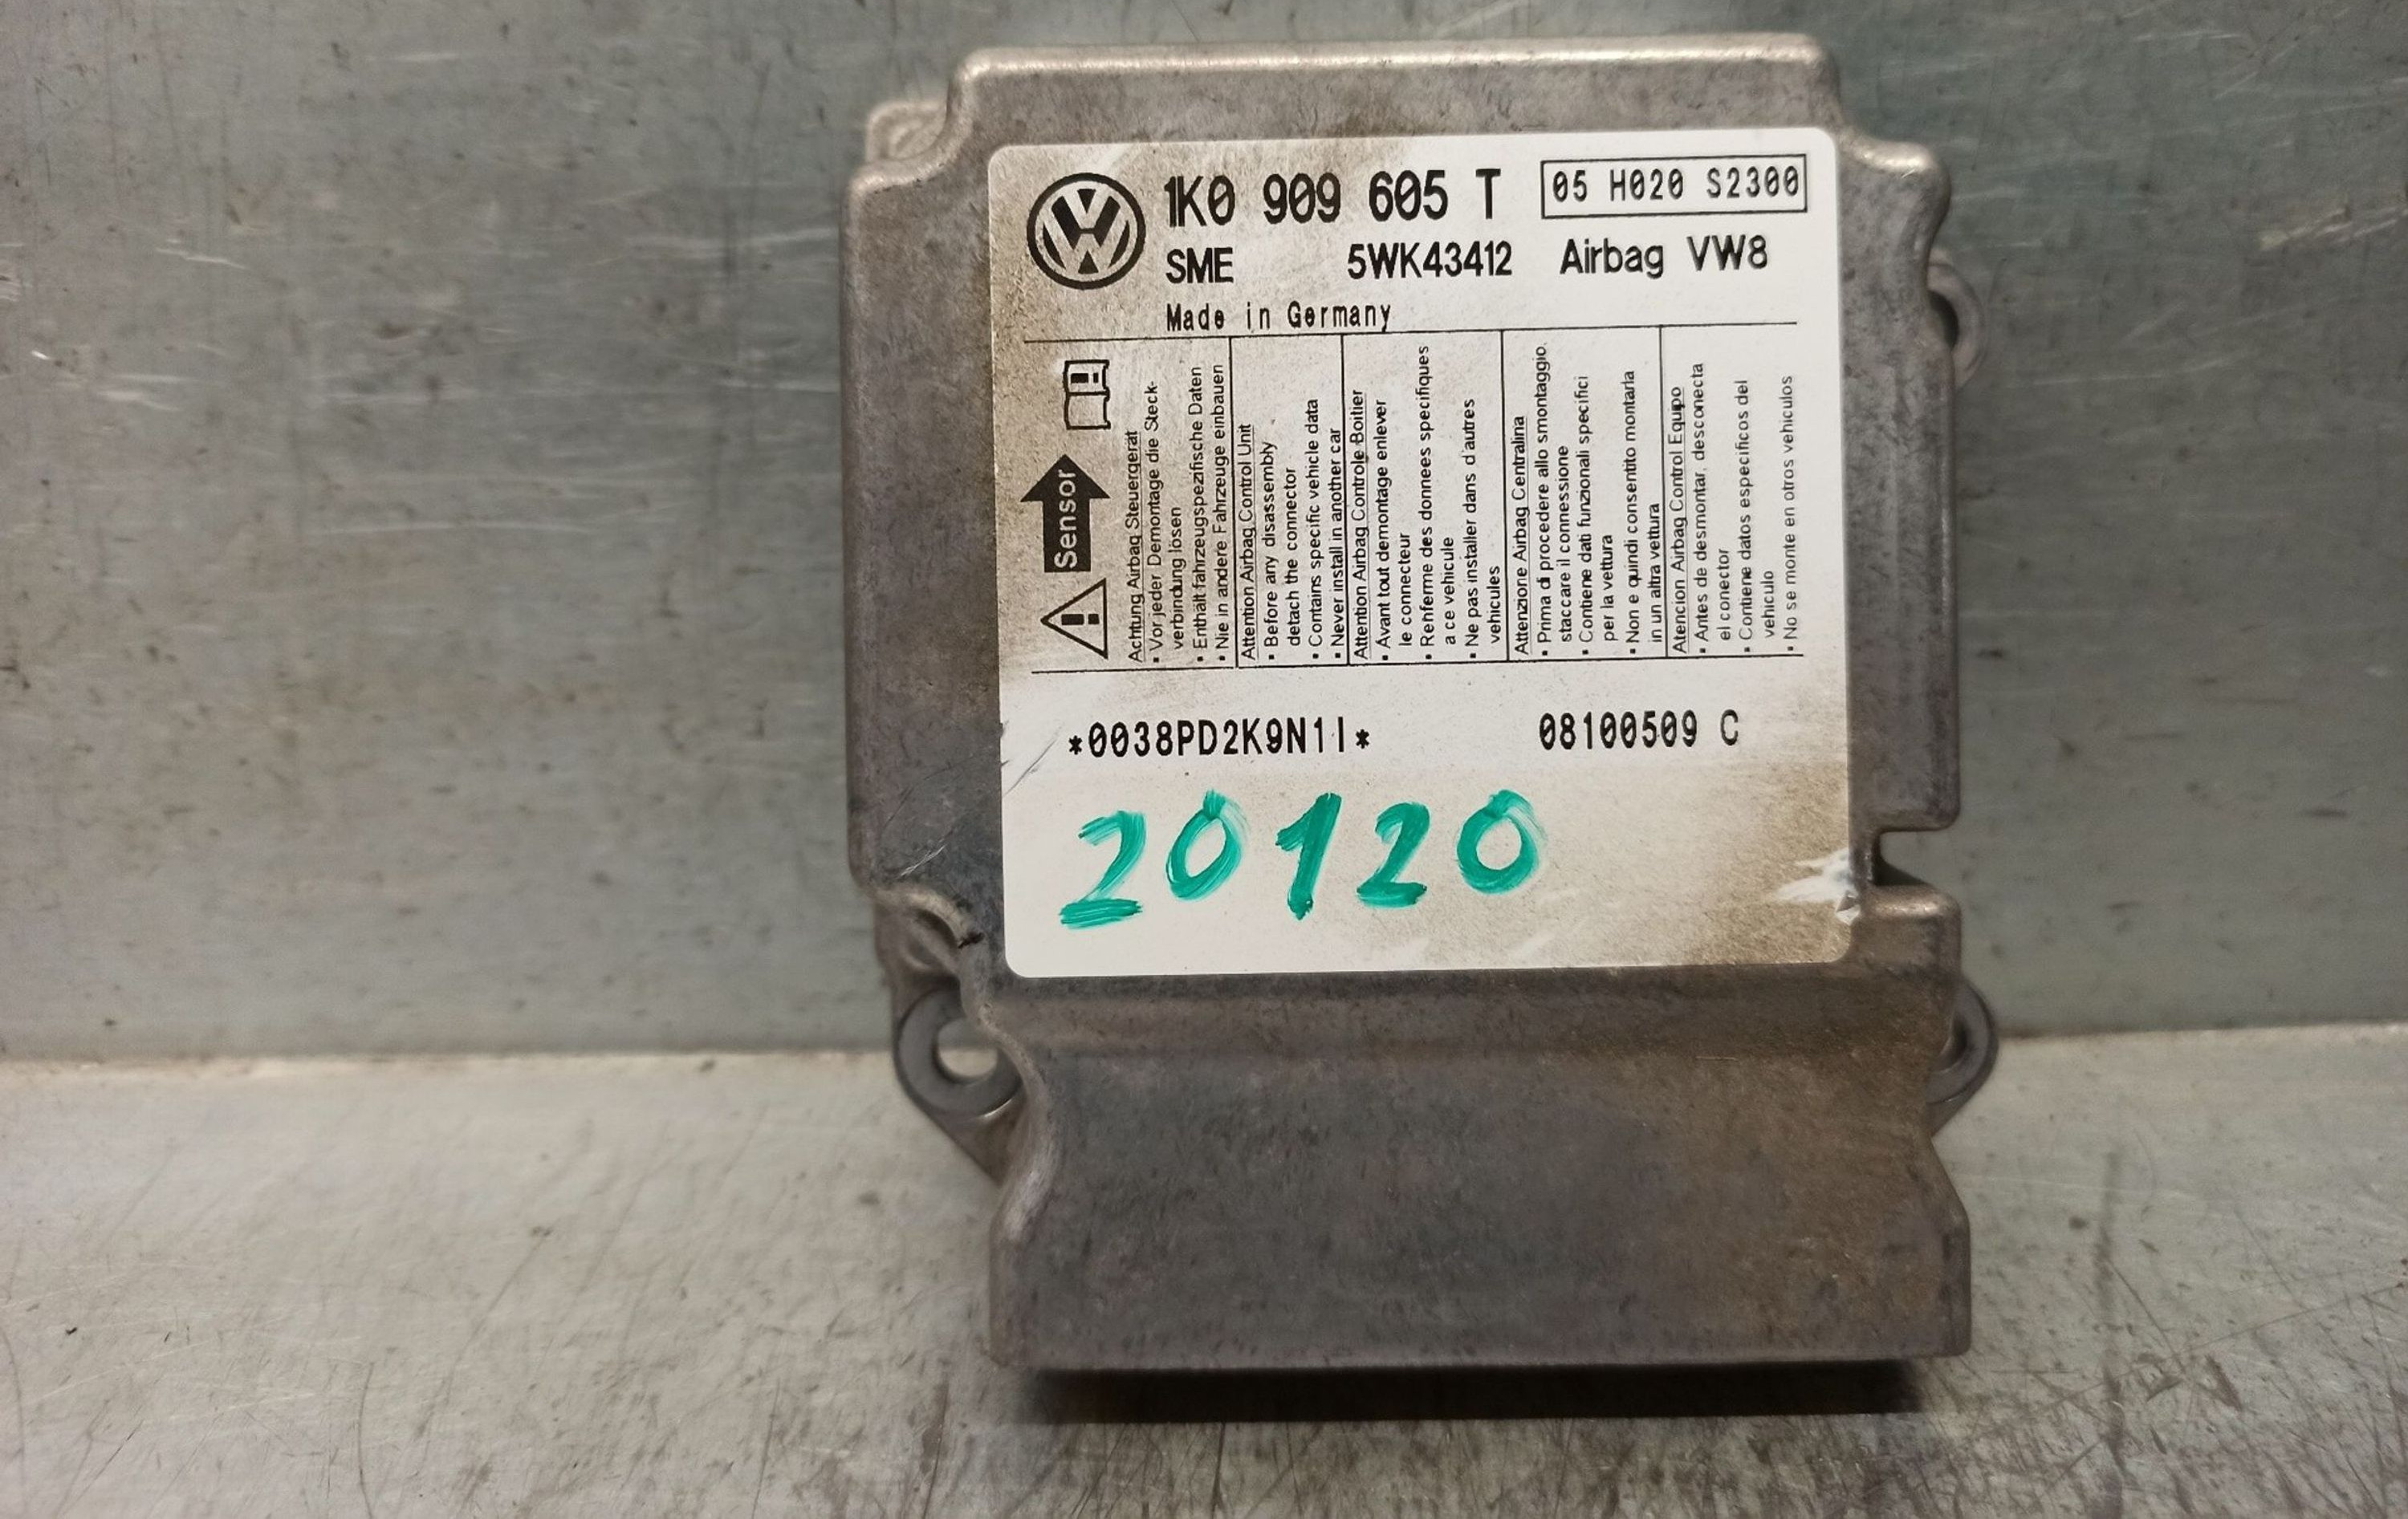 1K0 909 605 T
05 H020 S2300
SME 5WK43412 Airbag VW8
Made in Germany
Sensor
Achtung Airbag Steuergerät
• Vor jeder Demontage die Steck-
verbindung lösen
• Enthält fahrzeugspezifische Daten
• Nie in andere Fahrzeuge einbauen
Attention Airbag Control Unit
• Before any disassembly
detach the connector
• Contains specific vehicle data
• Never install in another car
Attention Airbag Controle Boitier
• Avant tout demontage enlever
le connecteur
• Renferme des donnees specifiques
a ce vehicule
• Ne pas installer dans d'autres
vehicules
Attenzione Airbag Centralina
• Prima di procedere allo smontaggio,
staccare il connessione
• Contiene dati funzionali specifici
per la vettura
• Non e quindi consentito montarla
in un altra vettura
Atencion Airbag Control Equipo
• Antes de desmontar, desconecta
el conector
• Contiene datos especificos del
vehiculo
• No se monte en otros vehiculos
*0038PD2K9N1I*
08100509 C
20120